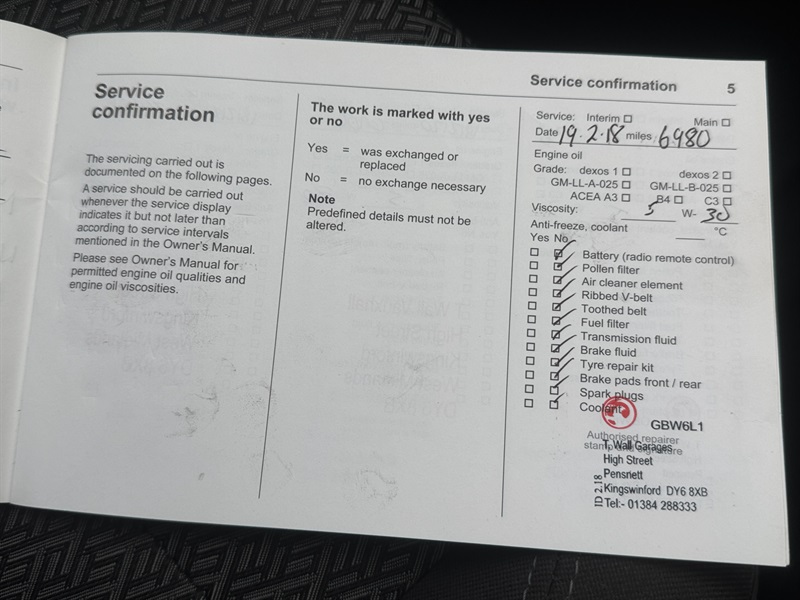 Service confirmation 5
Service
confirmation
The servicing carried out is
documented on the following pages.
A service should be carried out
whenever the service display
indicates it but not later than
according to service intervals
mentioned in the Owner's Manual.
Please see Owner's Manual for
permitted engine oil qualities and
engine oil viscosities.
The work is marked with yes
or no
Yes = was exchanged or
replaced
No = no exchange necessary
Note
Predefined details must not be
altered.
Service: Interim ☐ Main ☐
Date 19.2.18 miles 6980
Engine oil
Grade: dexos 1 ☐ dexos 2 ☐
GM-LL-A-025 ☐ GM-LL-B-025 ☐
ACEA A3 ☐ B4 ☐ C3 ☐
Viscosity: 5 W- 30
Anti-freeze, coolant °C
Yes No
☐ ☑ Battery (radio remote control)
☐ ☑ Pollen filter
☐ ☑ Air cleaner element
☐ ☑ Ribbed V-belt
☐ ☑ Toothed belt
☐ ☑ Fuel filter
☐ ☑ Transmission fluid
☐ ☑ Brake fluid
☐ ☑ Tyre repair kit
☐ ☑ Brake pads front / rear
☐ ☑ Spark plugs
☐ ☑ Coolant
GBW6L1
Authorised repairer
stamp and signature
T Wall Garages
High Street
Pensnett
Kingswinford DY6 8XB
Tel:- 01384 288333
ID 2.18